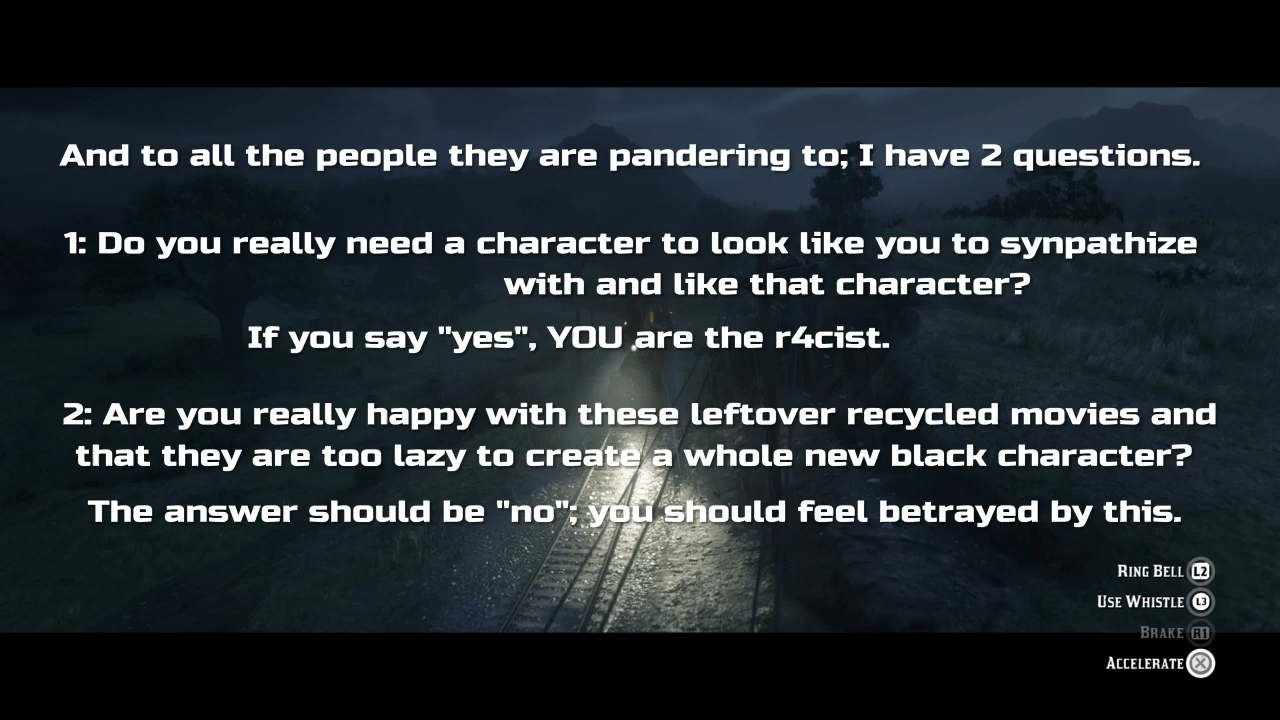 And to all the people they are pandering to; I have 2 questions.
1: Do you really need a character to look like you to synpathize
with and like that character?
If you say "yes", YOU are the r4cist.
2: Are you really happy with these leftover recycled movies and
that they are too lazy to create a whole new black character?
The answer should be "no"; you should feel betrayed by this.
Ring Bell L2
Use Whistle L3
Brake R1
Accelerate